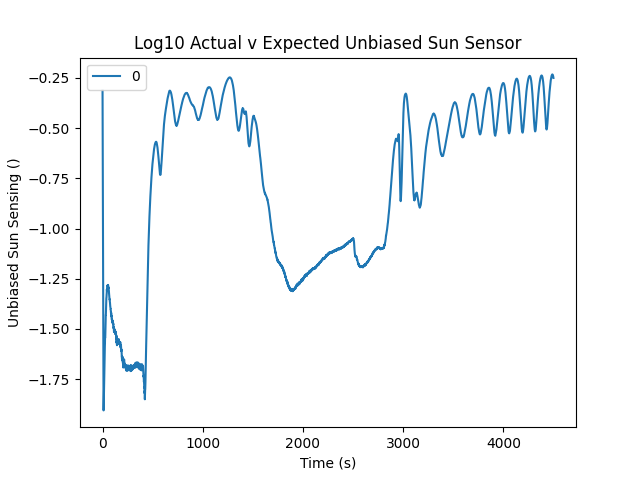 Log10 Actual v Expected Unbiased Sun Sensor
0
Unbiased Sun Sensing ()
−0.25
−0.50
−0.75
−1.00
−1.25
−1.50
−1.75
0 1000 2000 3000 4000
Time (s)